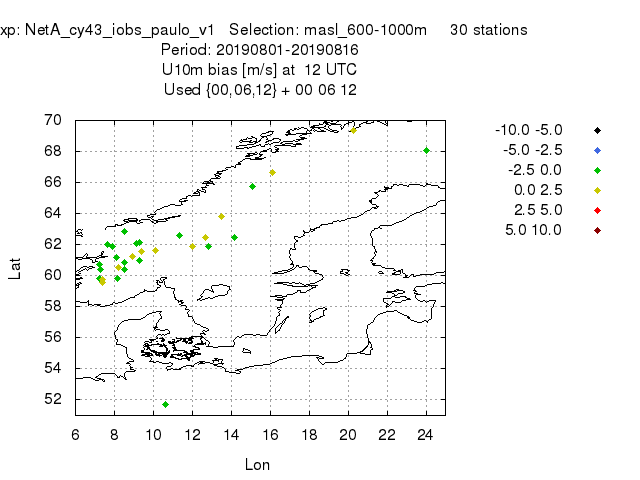 xp: NetA_cy43_iobs_paulo_v1 Selection: masl_600-1000m 30 stations
Period: 20190801-20190816
U10m bias [m/s] at 12 UTC
Used {00,06,12} + 00 06 12
-10.0 -5.0
-5.0 -2.5
-2.5 0.0
0.0 2.5
2.5 5.0
5.0 10.0
70
68
66
64
62
60
58
56
54
52
Lat
6 8 10 12 14 16 18 20 22 24
Lon